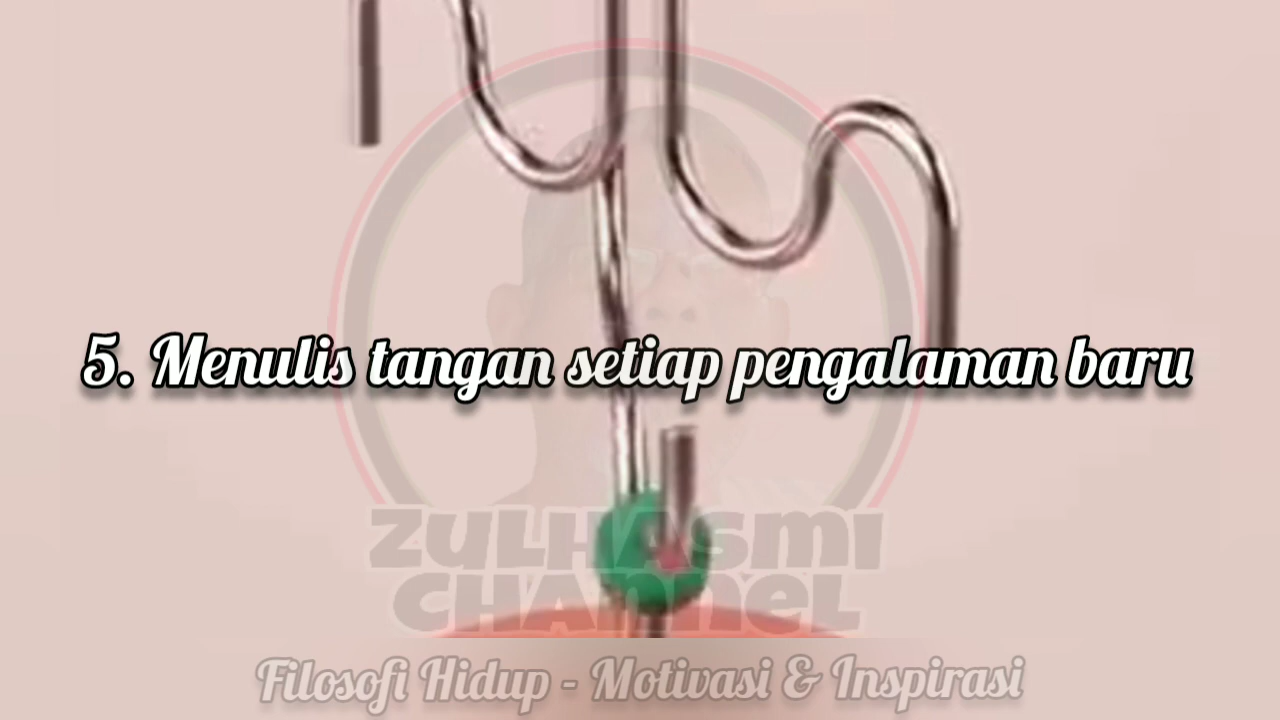 5. Menulis tangan setiap pengalaman baru
ZULHASMI
CHANNEL
Filosofi Hidup - Motivasi & Inspirasi